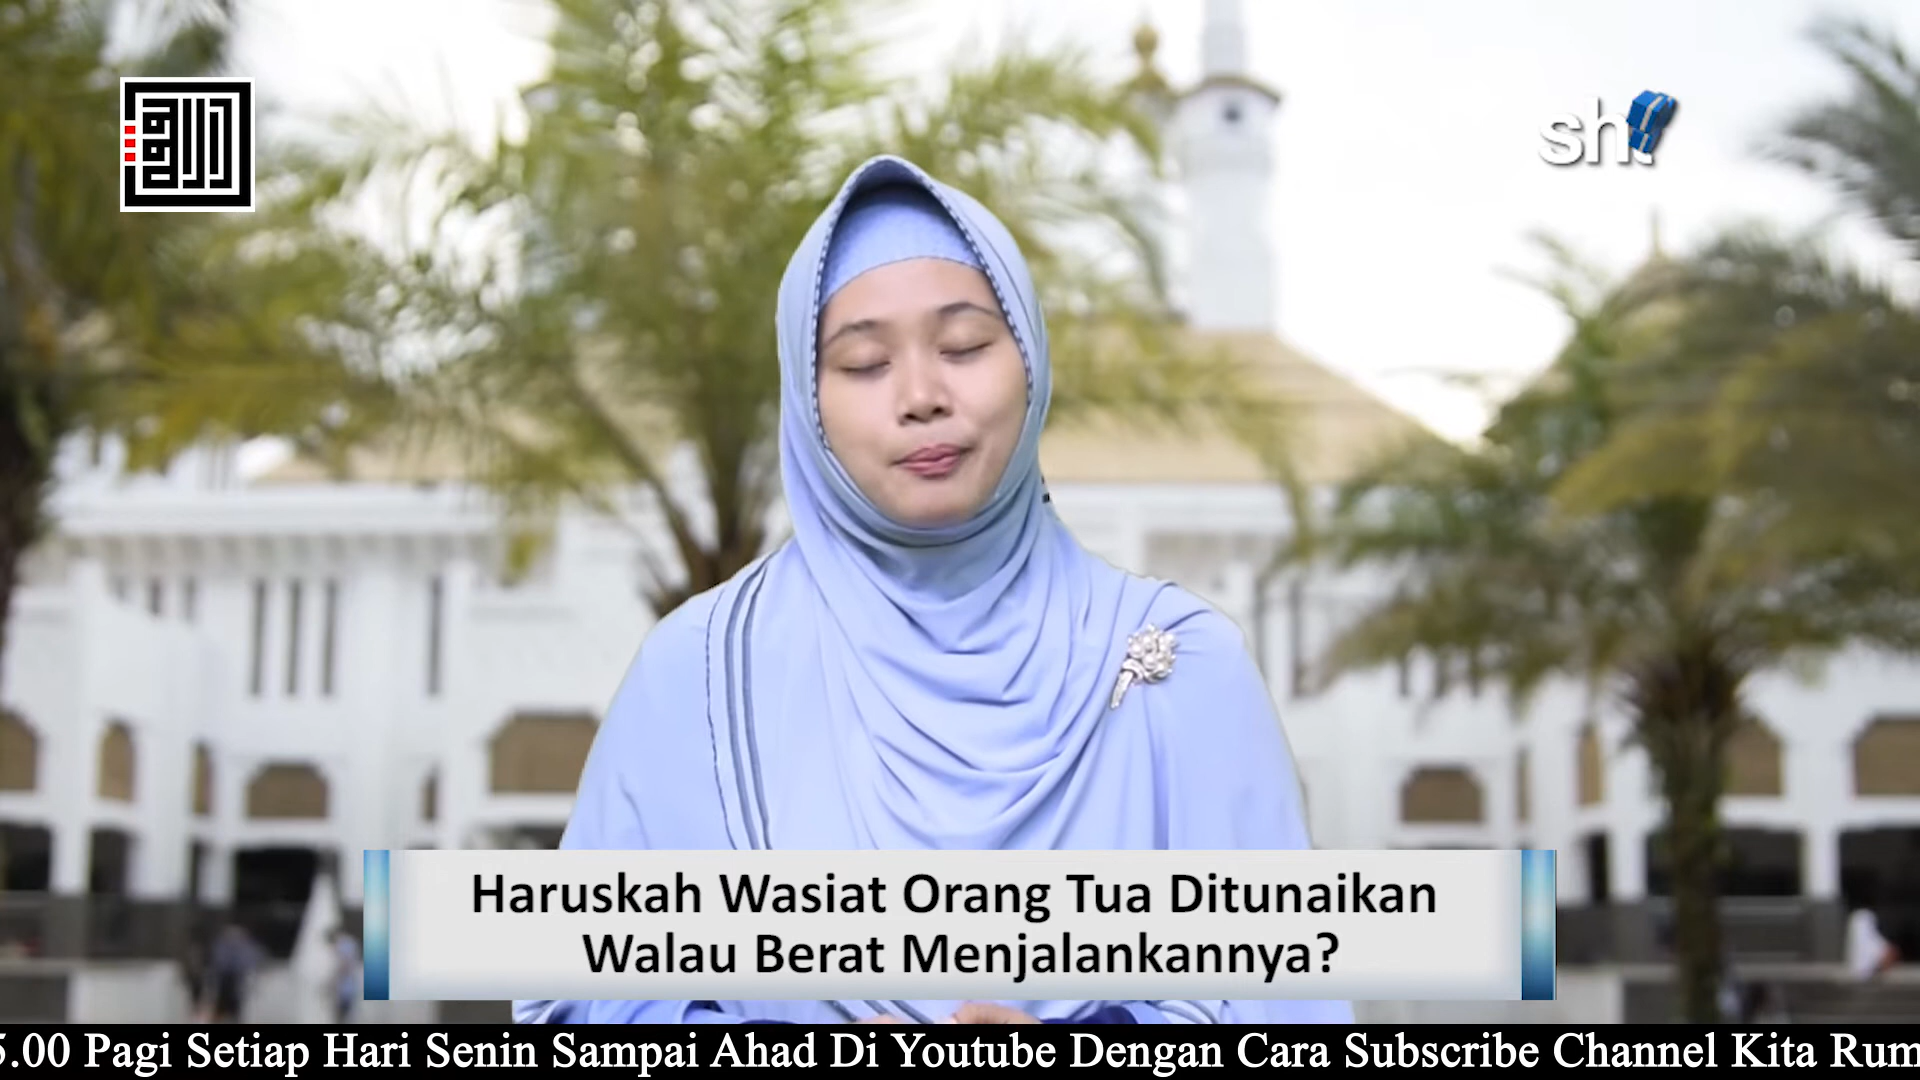 sht
Haruskah Wasiat Orang Tua Ditunaikan
Walau Berat Menjalankannya?
5.00 Pagi Setiap Hari Senin Sampai Ahad Di Youtube Dengan Cara Subscribe Channel Kita Rum